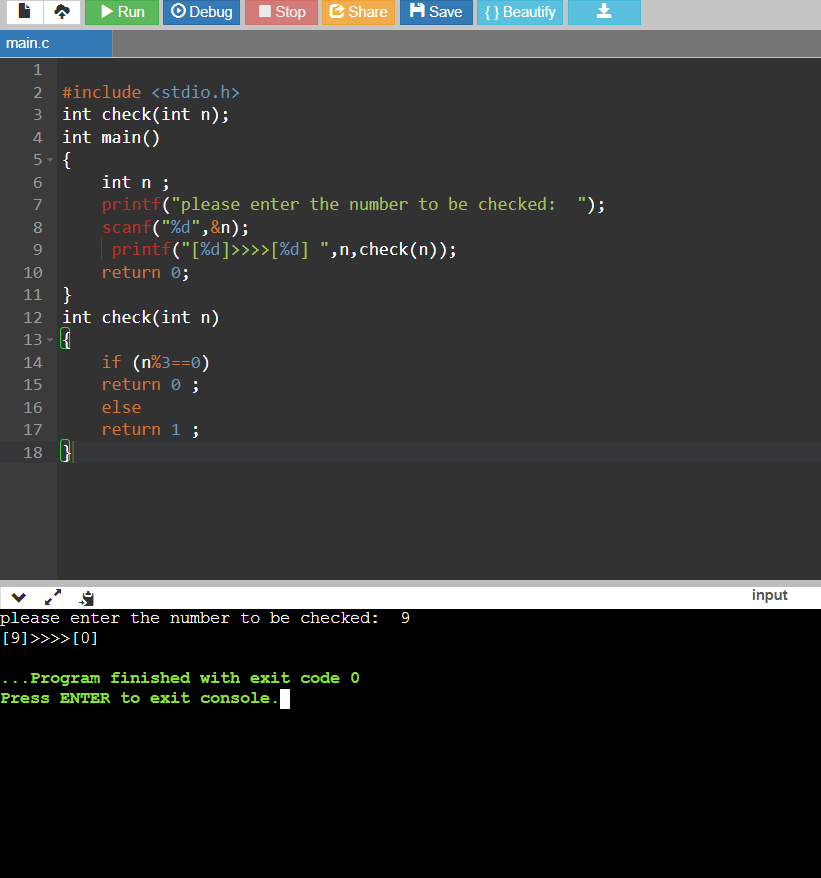 Run Debug Stop Share Save { } Beautify
main.c
1
2 #include <stdio.h>
3 int check(int n);
4 int main()
5 {
6     int n ;
7     printf("please enter the number to be checked:  ");
8     scanf("%d",&n);
9      printf("[%d]>>>>[%d] ",n,check(n));
10     return 0;
11 }
12 int check(int n)
13 {
14     if (n%3==0)
15     return 0 ;
16     else
17     return 1 ;
18 }
input
please enter the number to be checked:  9
[9]>>>>[0]
...Program finished with exit code 0
Press ENTER to exit console.